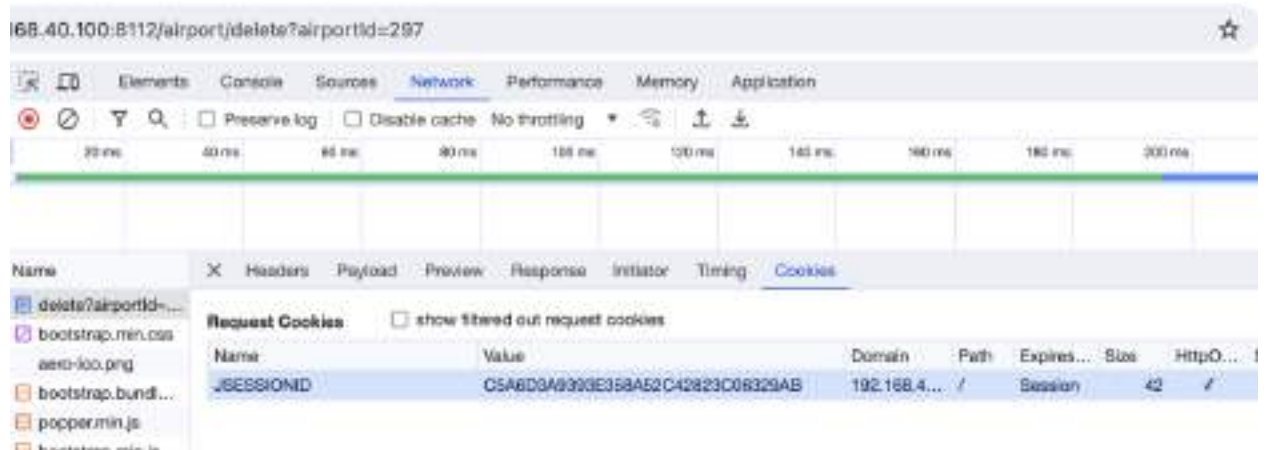 168.40.100:8112/airport/delete?airportId=297
Elements Console Sources Network Performance Memory Application
Preserve log Disable cache No throttling
20 ms 40 ms 60 ms 80 ms 100 ms 120 ms 140 ms 160 ms 180 ms 200 ms
Name Headers Payload Preview Response Initiator Timing Cookies
delete?airportId=...
Request Cookies show filtered out request cookies
bootstrap.min.css
Name Value Domain Path Expires... Size HttpO...
aero-ico.png
JSESSIONID 192.168.4... / Session 42 ✓
bootstrap.bundl...
popper.min.js